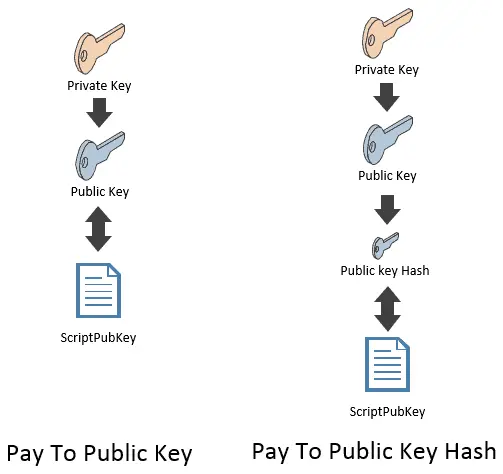 Private Key
Public Key
ScriptPubKey
Pay To Public Key
Private Key
Public Key
Public key Hash
ScriptPubKey
Pay To Public Key Hash